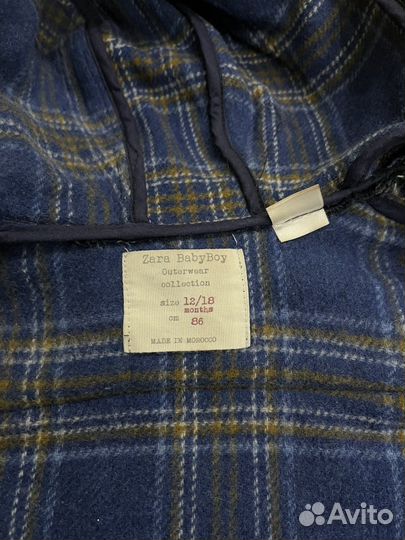 Zara BabyBoy
Outerwear
collection
size 12/18
months
cm 86
MADE IN MOROCCO
Avito